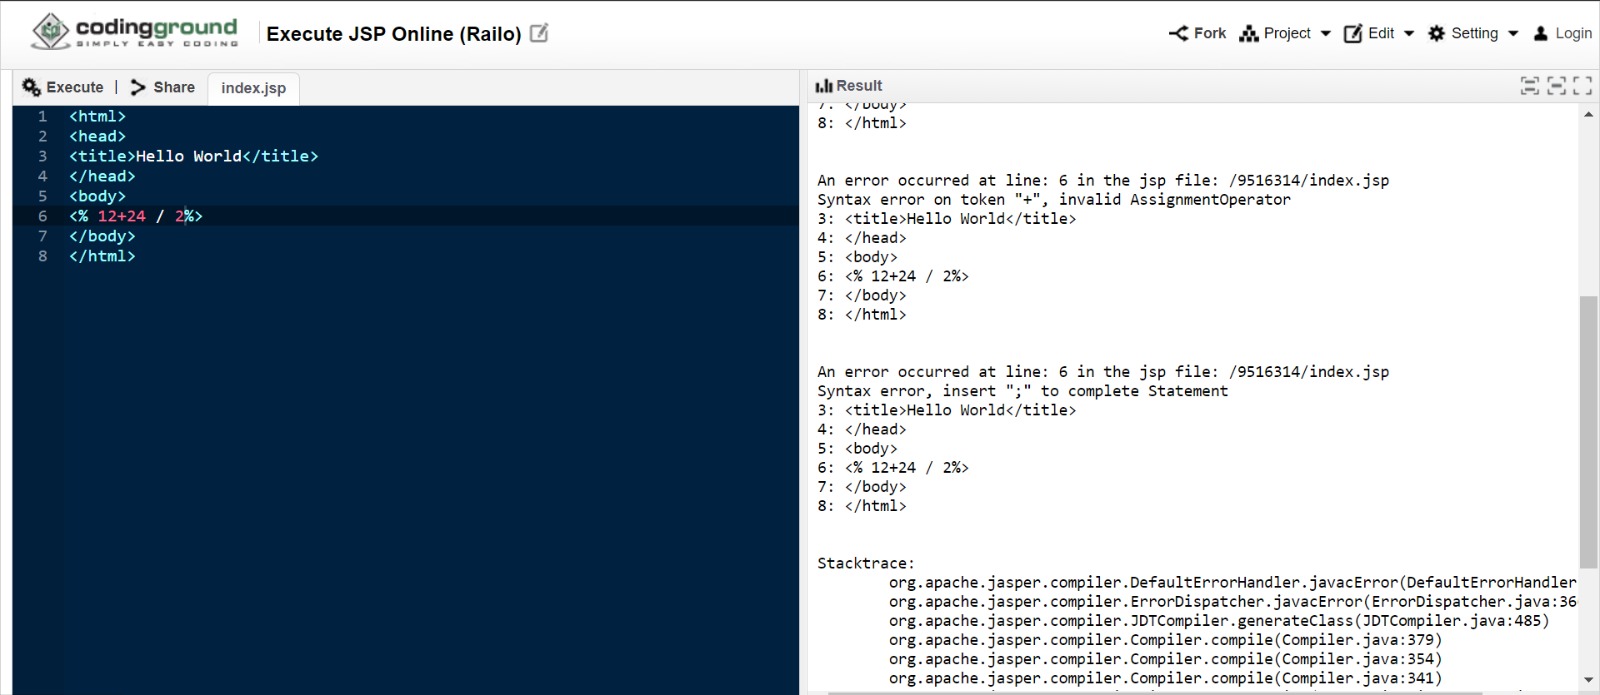 codingground
SIMPLY EASY CODING
Execute JSP Online (Railo)
Fork Project Edit Setting Login
Execute | Share index.jsp
1 <html>
2 <head>
3 <title>Hello World</title>
4 </head>
5 <body>
6 <% 12+24 / 2%>
7 </body>
8 </html>
Result
7: </body>
8: </html>
An error occurred at line: 6 in the jsp file: /9516314/index.jsp
Syntax error on token "+", invalid AssignmentOperator
3: <title>Hello World</title>
4: </head>
5: <body>
6: <% 12+24 / 2%>
7: </body>
8: </html>
An error occurred at line: 6 in the jsp file: /9516314/index.jsp
Syntax error, insert ";" to complete Statement
3: <title>Hello World</title>
4: </head>
5: <body>
6: <% 12+24 / 2%>
7: </body>
8: </html>
Stacktrace:
org.apache.jasper.compiler.DefaultErrorHandler.javacError(DefaultErrorHandler
org.apache.jasper.compiler.ErrorDispatcher.javacError(ErrorDispatcher.java:36
org.apache.jasper.compiler.JDTCompiler.generateClass(JDTCompiler.java:485)
org.apache.jasper.compiler.Compiler.compile(Compiler.java:379)
org.apache.jasper.compiler.Compiler.compile(Compiler.java:354)
org.apache.jasper.compiler.Compiler.compile(Compiler.java:341)